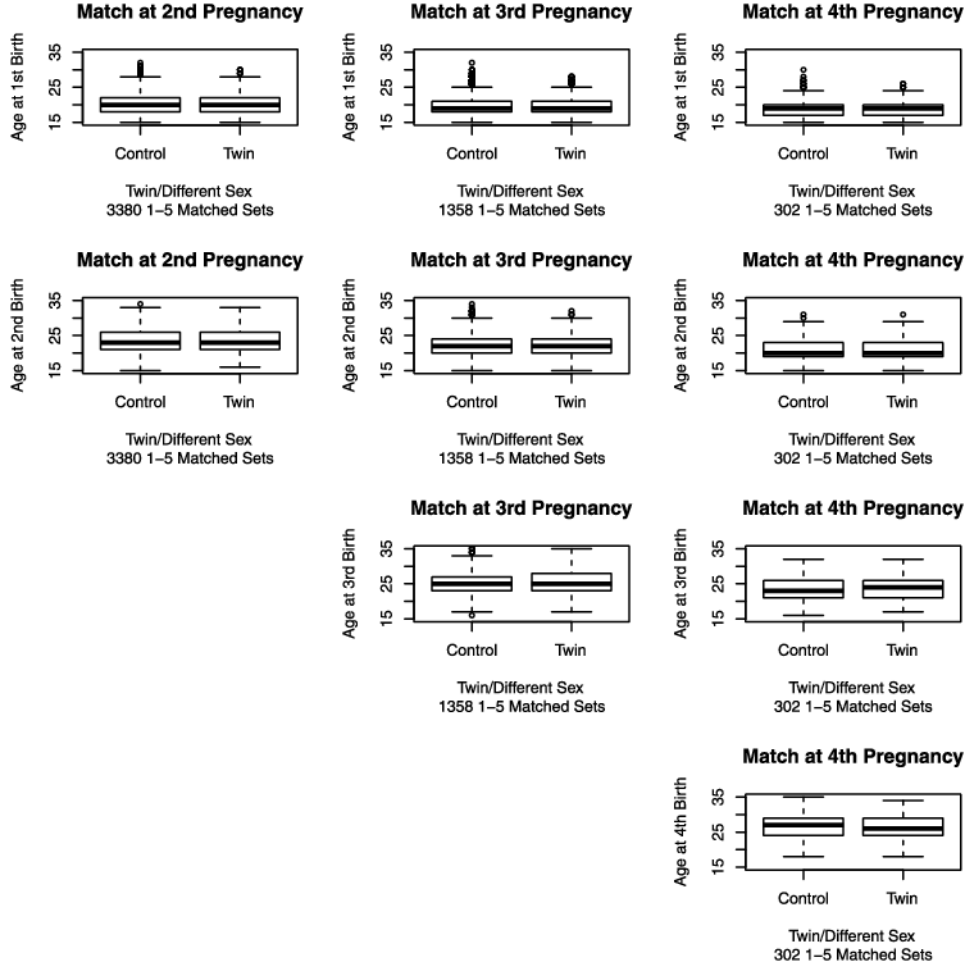 Match at 2nd Pregnancy
Age at 1st Birth
35
25
15
Control Twin
Twin/Different Sex
3380 1−5 Matched Sets
Match at 3rd Pregnancy
Age at 1st Birth
35
25
15
Control Twin
Twin/Different Sex
1358 1−5 Matched Sets
Match at 4th Pregnancy
Age at 1st Birth
35
25
15
Control Twin
Twin/Different Sex
302 1−5 Matched Sets
Match at 2nd Pregnancy
Age at 2nd Birth
35
25
15
Control Twin
Twin/Different Sex
3380 1−5 Matched Sets
Match at 3rd Pregnancy
Age at 2nd Birth
35
25
15
Control Twin
Twin/Different Sex
1358 1−5 Matched Sets
Match at 4th Pregnancy
Age at 2nd Birth
35
25
15
Control Twin
Twin/Different Sex
302 1−5 Matched Sets
Match at 3rd Pregnancy
Age at 3rd Birth
35
25
15
Control Twin
Twin/Different Sex
1358 1−5 Matched Sets
Match at 4th Pregnancy
Age at 3rd Birth
35
25
15
Control Twin
Twin/Different Sex
302 1−5 Matched Sets
Match at 4th Pregnancy
Age at 4th Birth
35
25
15
Control Twin
Twin/Different Sex
302 1−5 Matched Sets